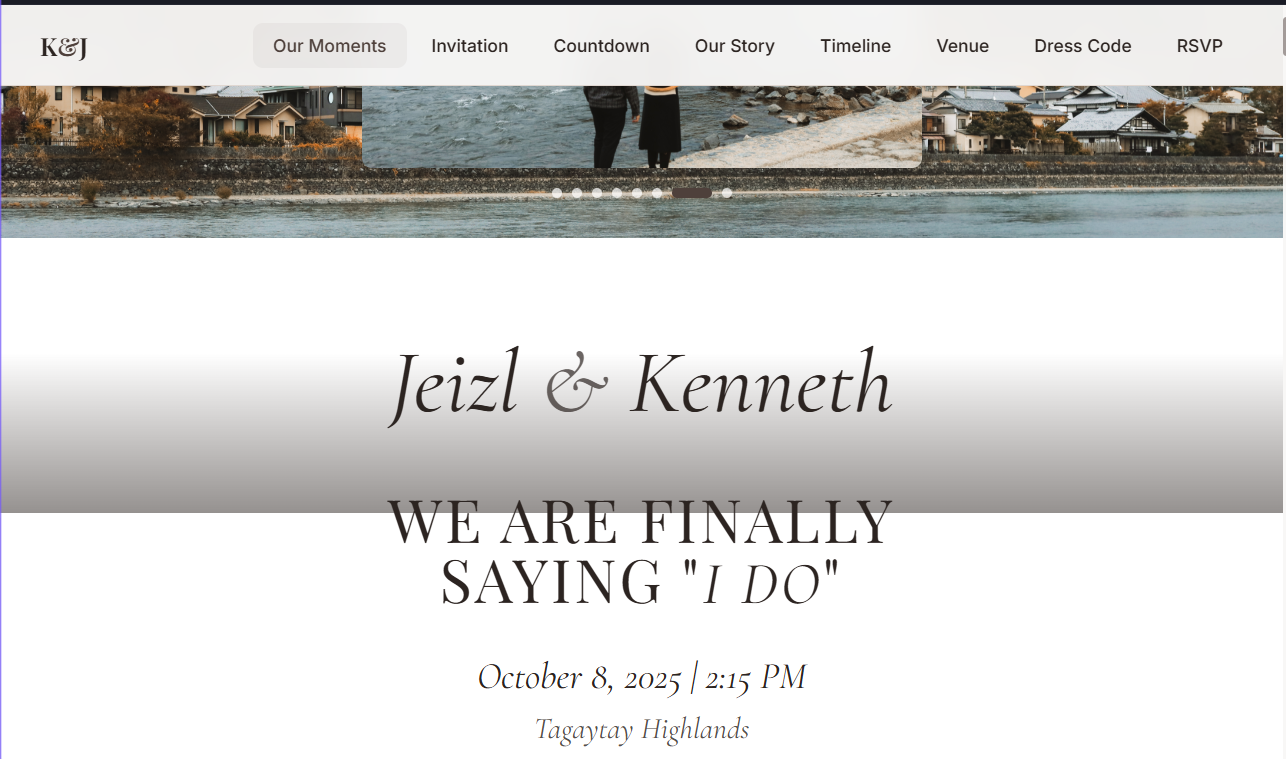 K&J
Our Moments
Invitation
Countdown
Our Story
Timeline
Venue
Dress Code
RSVP
Jeizl & Kenneth
WE ARE FINALLY
SAYING "I DO"
October 8, 2025 | 2:15 PM
Tagaytay Highlands